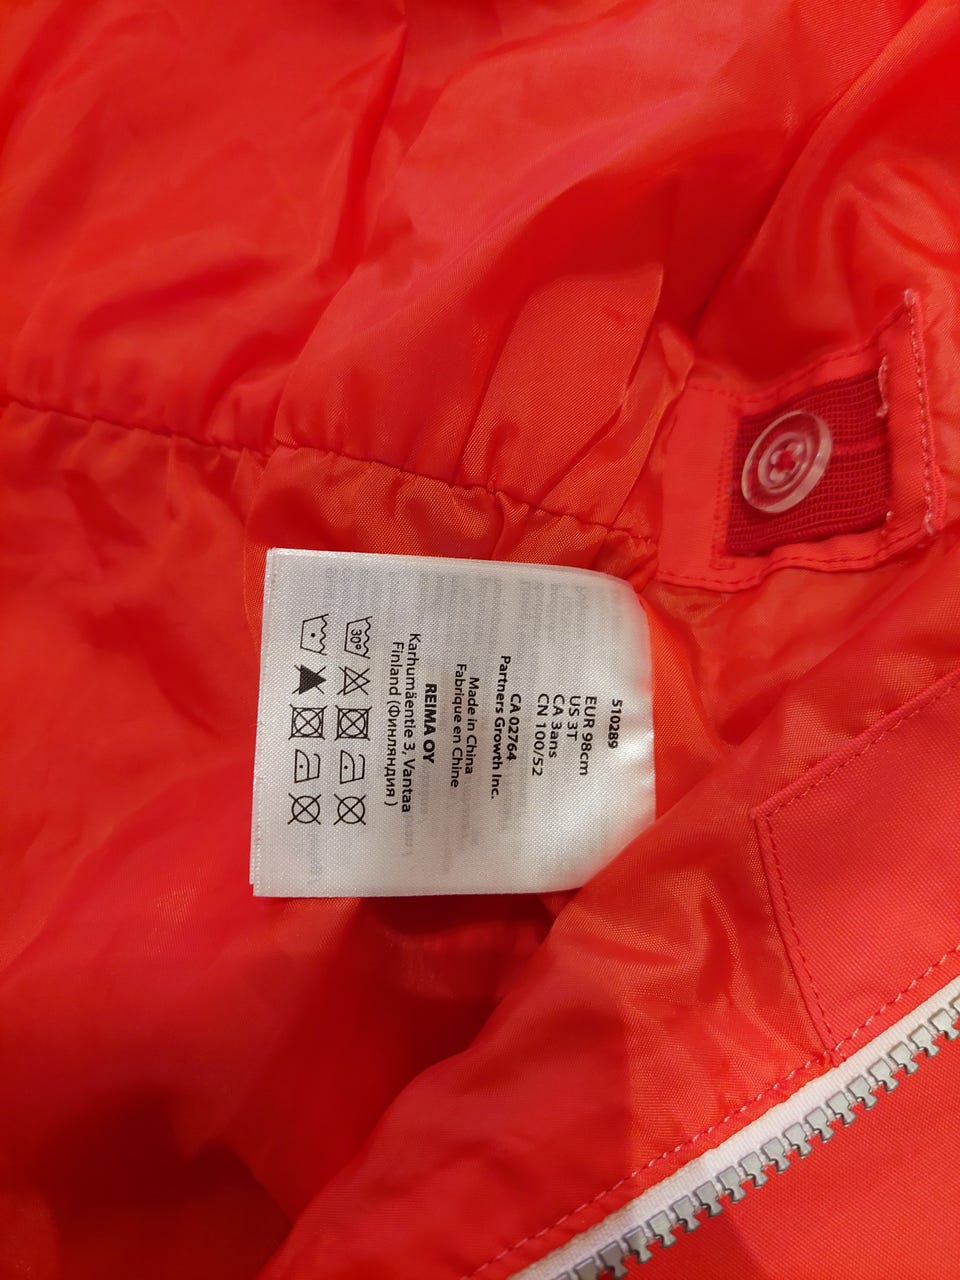 510289
EUR 98cm
US 3T
CA 3ans
CN 100/52
CA 02764
Partners Growth Inc.
Made in China
Fabrique en Chine
REIMA OY
Karhumäentie 3, Vantaa
Finland (Финляндия )
30°